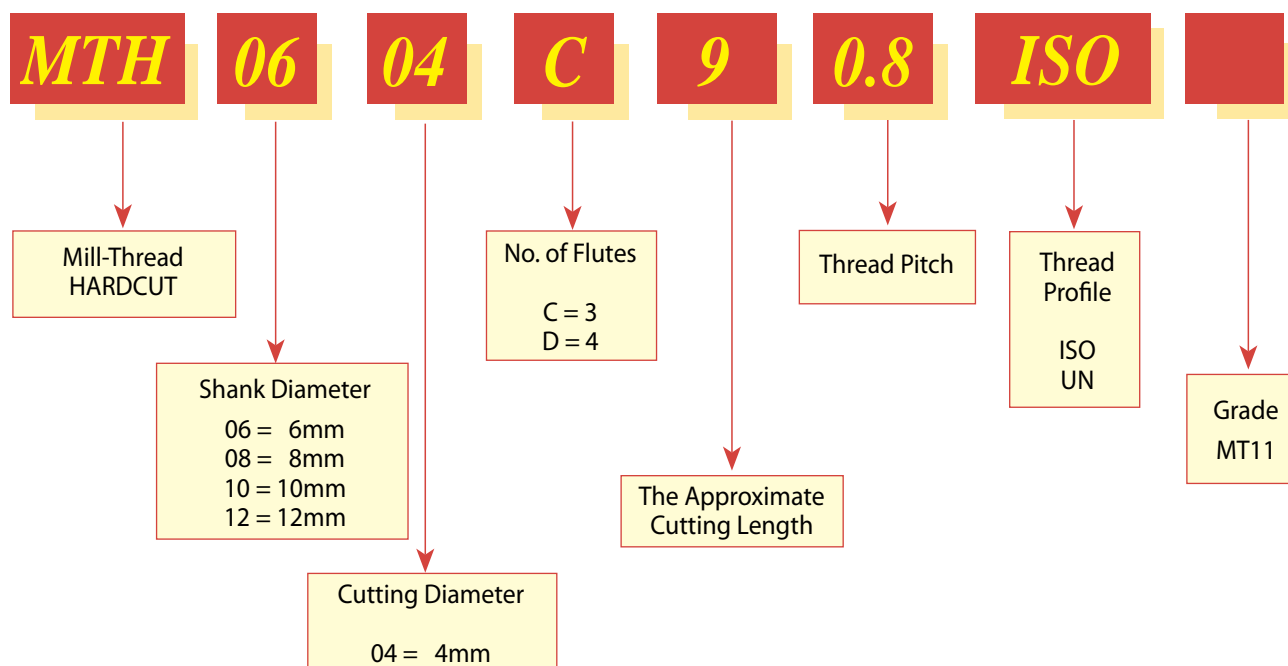 MTH 06 04 C 9 0.8 ISO
Mill-Thread
HARDCUT
Shank Diameter
06 = 6mm
08 = 8mm
10 = 10mm
12 = 12mm
Cutting Diameter
04 = 4mm
No. of Flutes
C = 3
D = 4
The Approximate
Cutting Length
Thread Pitch
Thread
Profile
ISO
UN
Grade
MT11